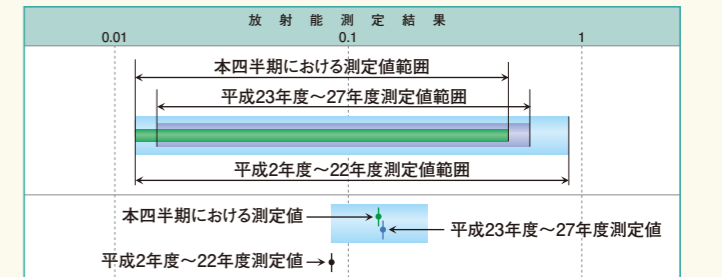 放射能測定結果
0.01 0.1 1
本四半期における測定値範囲
平成23年度～27年度測定値範囲
平成2年度～22年度測定値範囲
本四半期における測定値
平成23年度～27年度測定値
平成2年度～22年度測定値